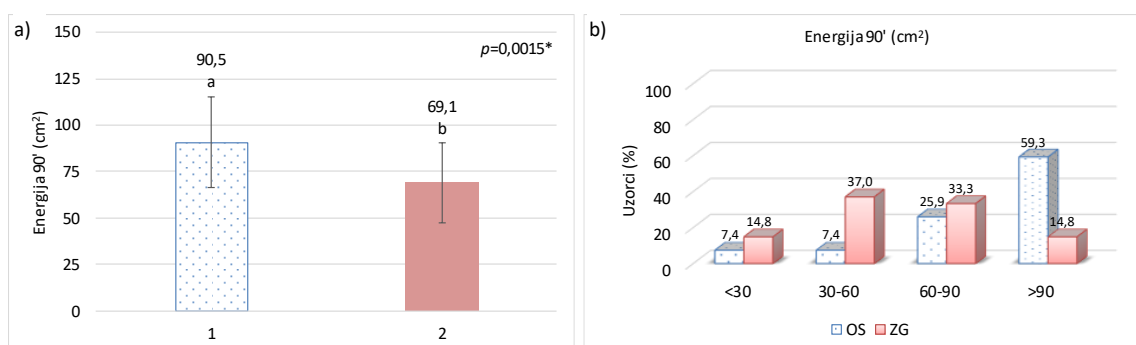 a)
p=0,0015*
Energija 90' (cm²)
150
125
100
75
50
25
0
90,5
a
69,1
b
1
2
b)
Energija 90' (cm²)
Uzorci (%)
100
80
60
40
20
0
7,4
14,8
7,4
37,0
25,9
33,3
59,3
14,8
<30
30-60
60-90
>90
OS
ZG